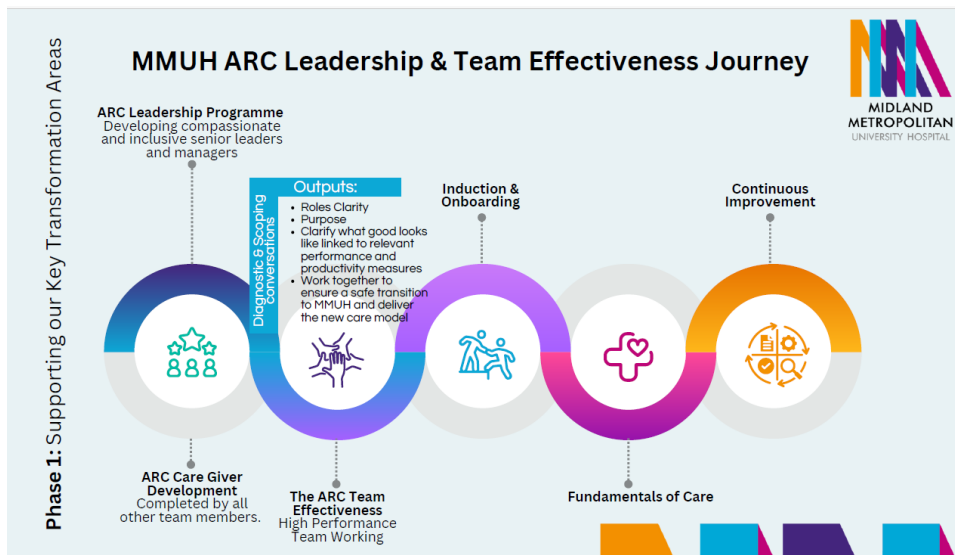 MMUH ARC Leadership & Team Effectiveness Journey
MIDLAND
METROPOLITAN
UNIVERSITY HOSPITAL
Phase 1: Supporting our Key Transformation Areas
ARC Leadership Programme
Developing compassionate
and inclusive senior leaders
and managers
Diagnostic & Scoping
conversations
Outputs:
• Roles Clarity
• Purpose
• Clarify what good looks
like linked to relevant
performance and
productivity measures
• Work together to
ensure a safe transition
to MMUH and deliver
the new care model
Induction &
Onboarding
Continuous
Improvement
ARC Care Giver
Development
Completed by all
other team members.
The ARC Team
Effectiveness
High Performance
Team Working
Fundamentals of Care